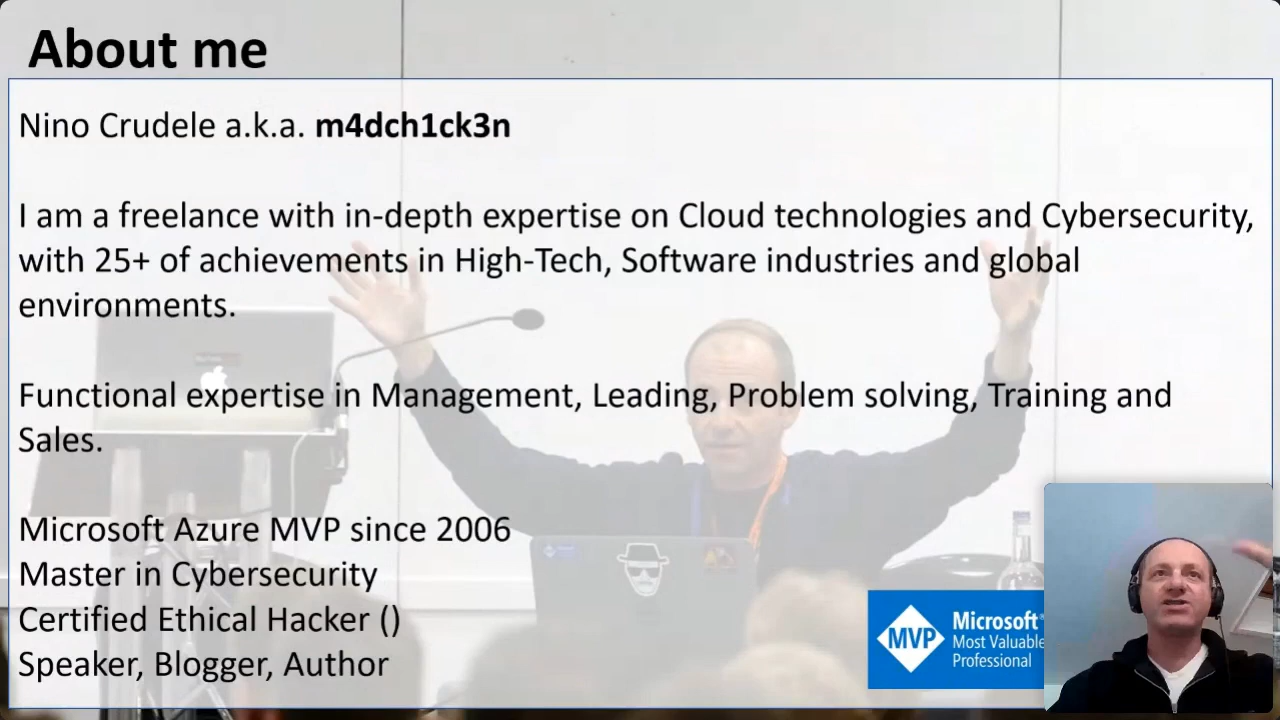 About me
Nino Crudele a.k.a. m4dch1ck3n
I am a freelance with in-depth expertise on Cloud technologies and Cybersecurity,
with 25+ of achievements in High-Tech, Software industries and global
environments.
Functional expertise in Management, Leading, Problem solving, Training and
Sales.
Microsoft Azure MVP since 2006
Master in Cybersecurity
Certified Ethical Hacker ()
Speaker, Blogger, Author
MVP
Microsoft®
Most Valuable
Professional